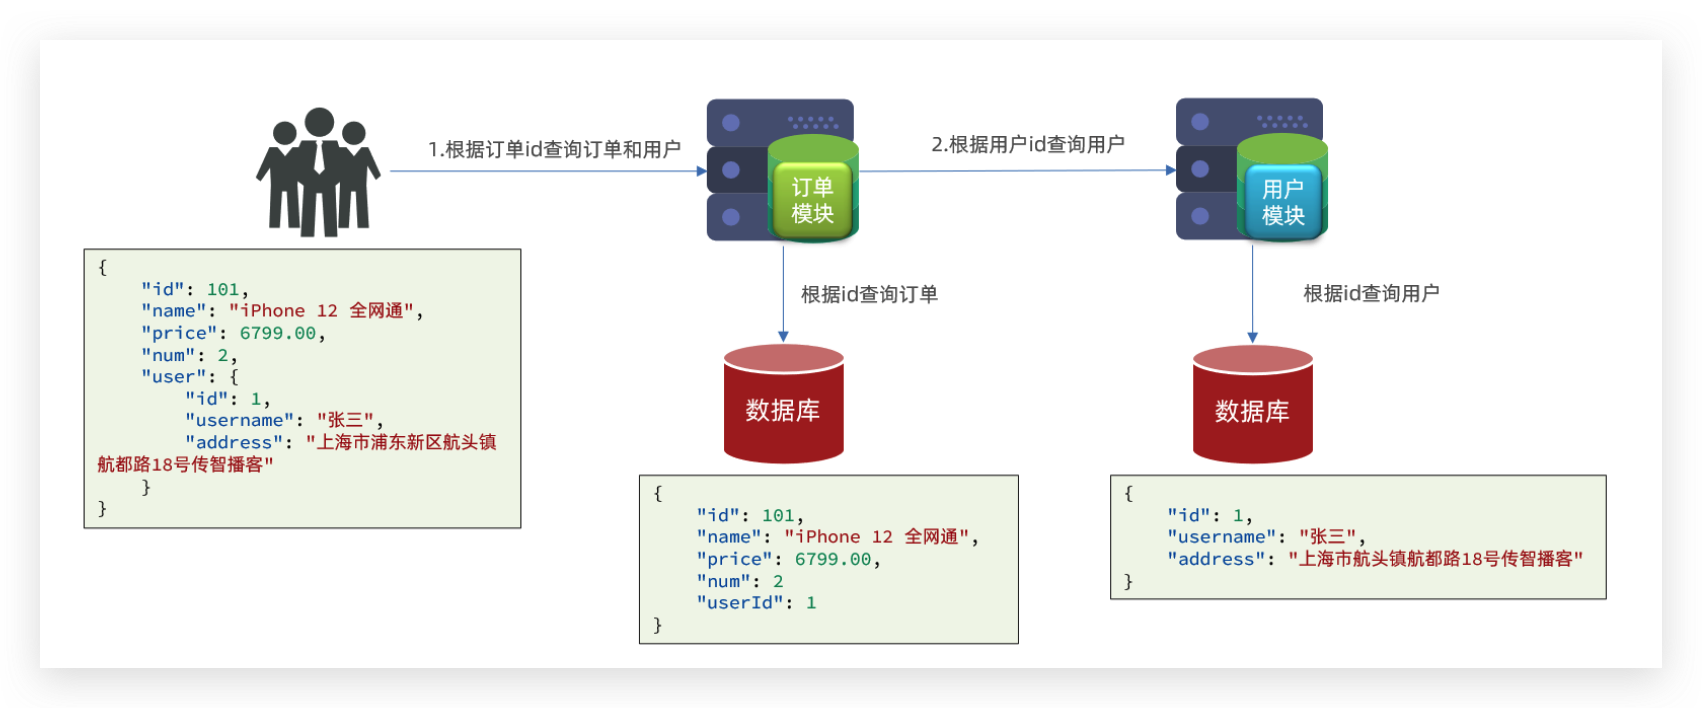 1.根据订单id查询订单和用户
2.根据用户id查询用户
订单
模块
用户
模块
根据id查询订单
根据id查询用户
数据库
数据库
{
    "id": 101,
    "name": "iPhone 12 全网通",
    "price": 6799.00,
    "num": 2,
    "user": {
        "id": 1,
        "username": "张三",
        "address": "上海市浦东新区航头镇
航都路18号传智播客"
    }
}
{
    "id": 101,
    "name": "iPhone 12 全网通",
    "price": 6799.00,
    "num": 2
    "userId": 1
}
{
    "id": 1,
    "username": "张三",
    "address": "上海市航头镇航都路18号传智播客"
}